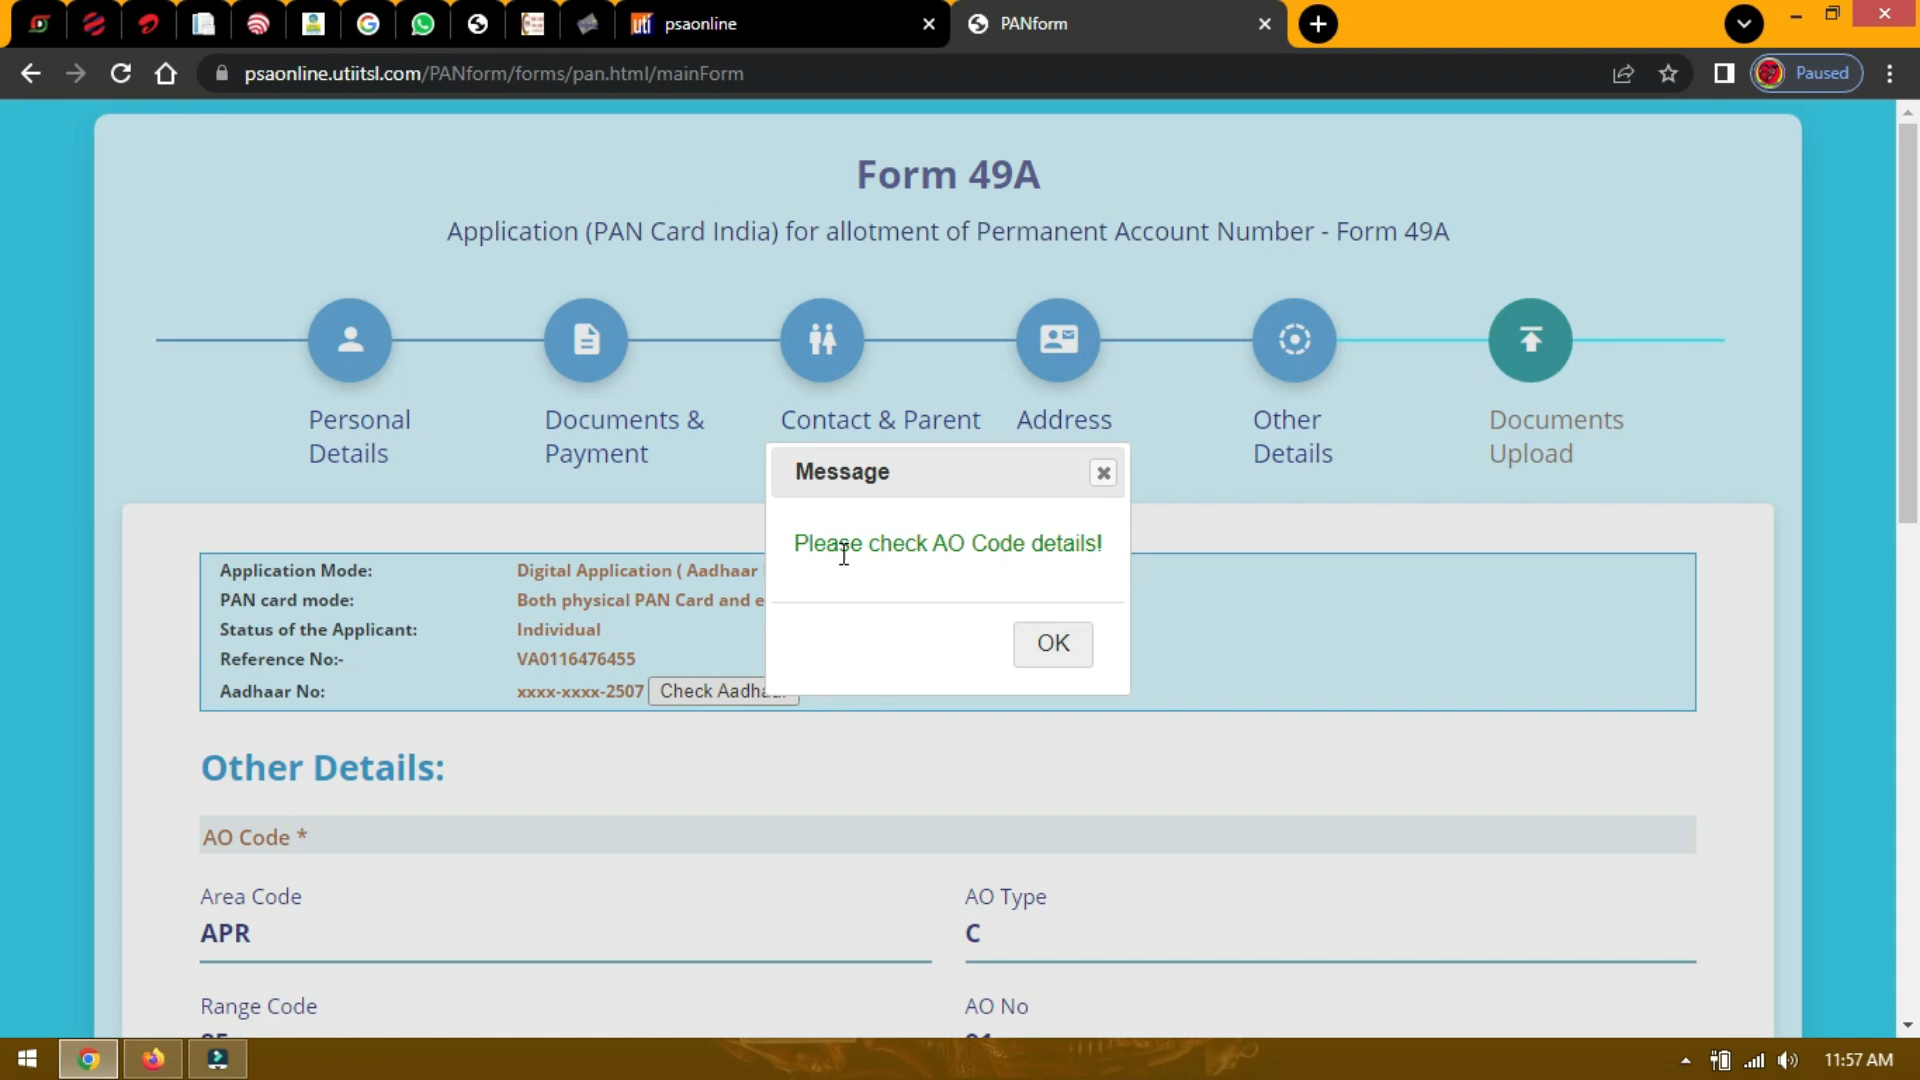 psaonline
PANform
psaonline.utiitsl.com/PANform/forms/pan.html/mainForm
Paused
Form 49A
Application (PAN Card India) for allotment of Permanent Account Number - Form 49A
Personal Details
Documents & Payment
Contact & Parent
Address
Other Details
Documents Upload
Message
Please check AO Code details!
OK
Application Mode: Digital Application ( Aadhaar
PAN card mode: Both physical PAN Card and e
Status of the Applicant: Individual
Reference No:- VA0116476455
Aadhaar No: xxxx-xxxx-2507 Check Aadhaar
Other Details:
AO Code *
Area Code
APR
AO Type
C
Range Code
AO No
11:57 AM